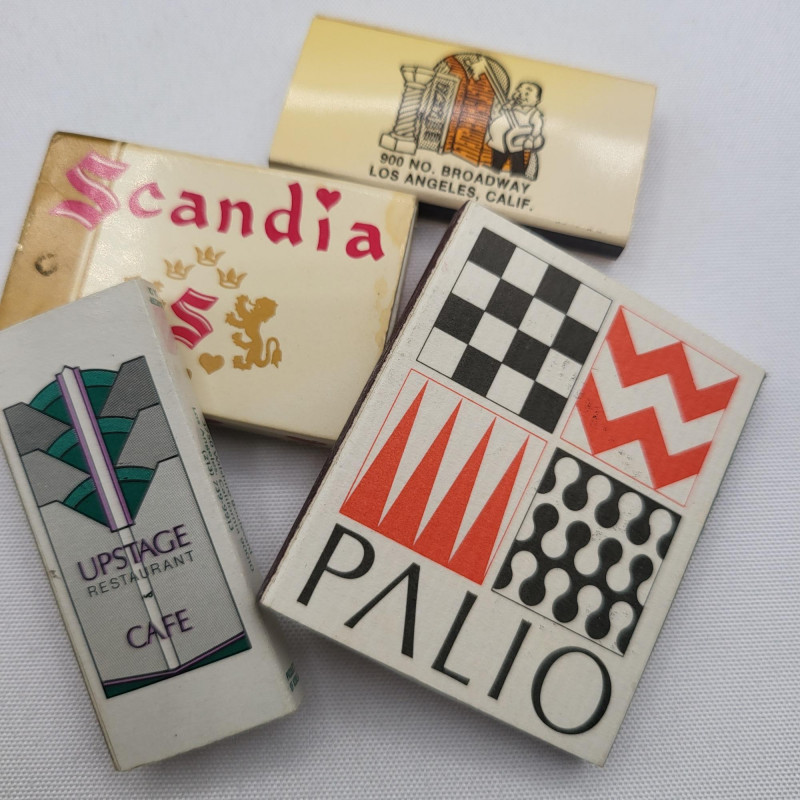 900 NO. BROADWAY
LOS ANGELES, CALIF.
Scandia
S
UPSTAGE
RESTAURANT
CAFE
PALIO